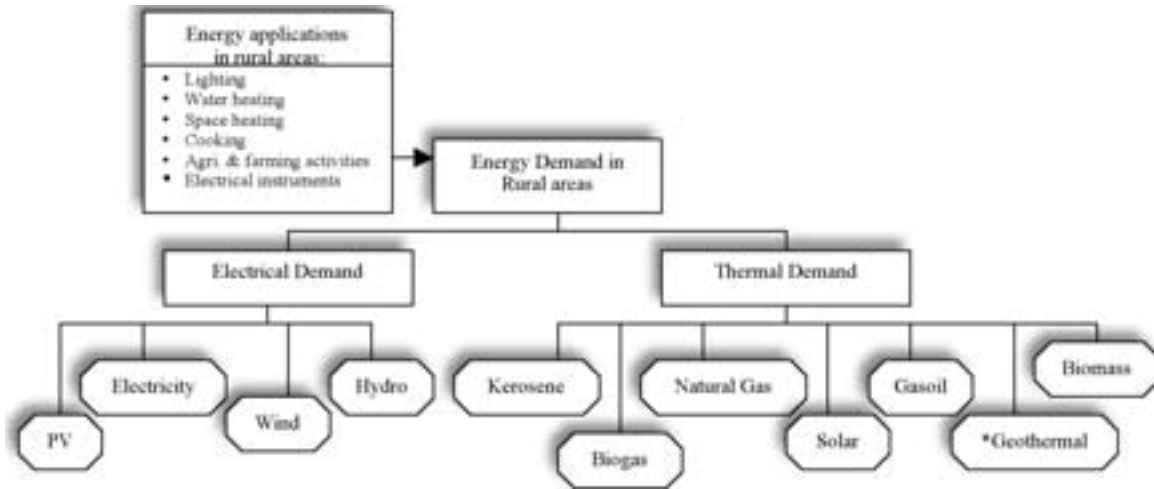 Energy applications
in rural areas:
• Lighting
• Water heating
• Space heating
• Cooking
• Agri. & farming activities
• Electrical instruments
Energy Demand in
Rural areas
Electrical Demand
Thermal Demand
PV
Electricity
Wind
Hydro
Kerosene
Biogas
Natural Gas
Solar
Gasoil
*Geothermal
Biomass